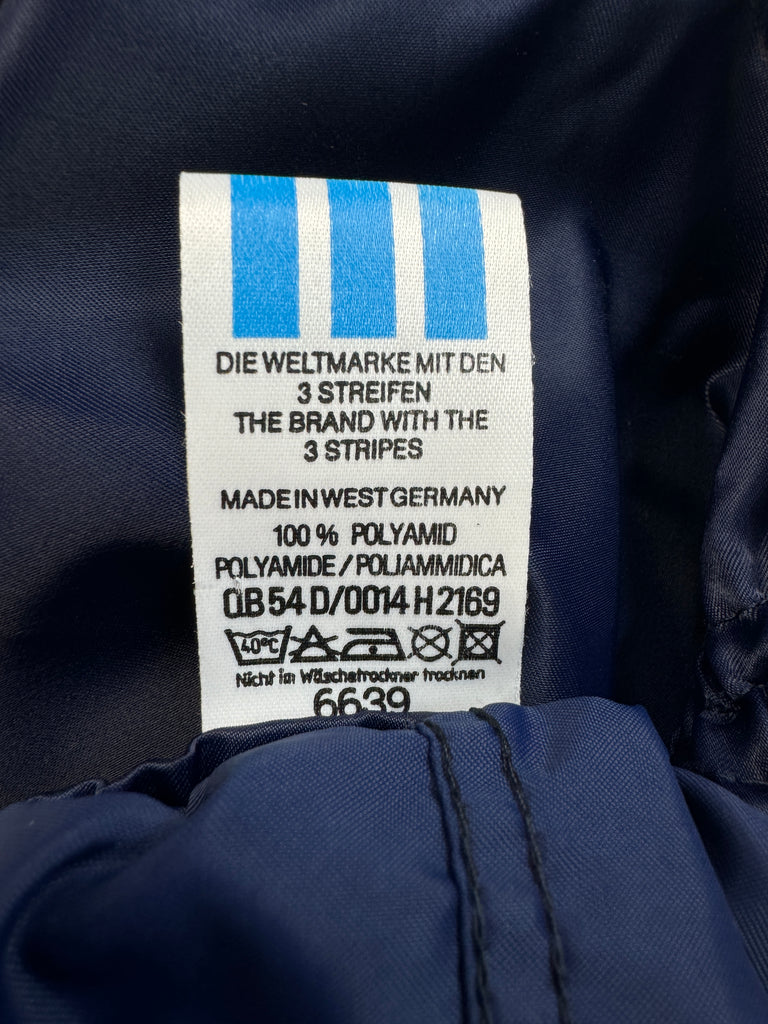 DIE WELTMARKE MIT DEN
3 STREIFEN
THE BRAND WITH THE
3 STRIPES
MADE IN WEST GERMANY
100 % POLYAMID
POLYAMIDE / POLIAMMIDICA
QB 54 D/0014 H 2169
40°C
Nicht im Wäschetrockner trocknen
6639